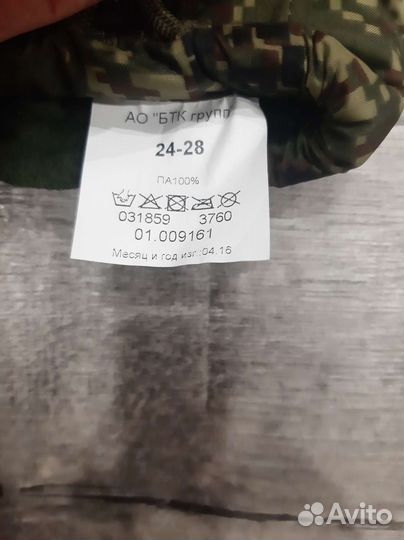 АО "БТК групп
24-28
ПА100%
031859 3760
01.009161
Месяц и год изг.:04.16
Avito